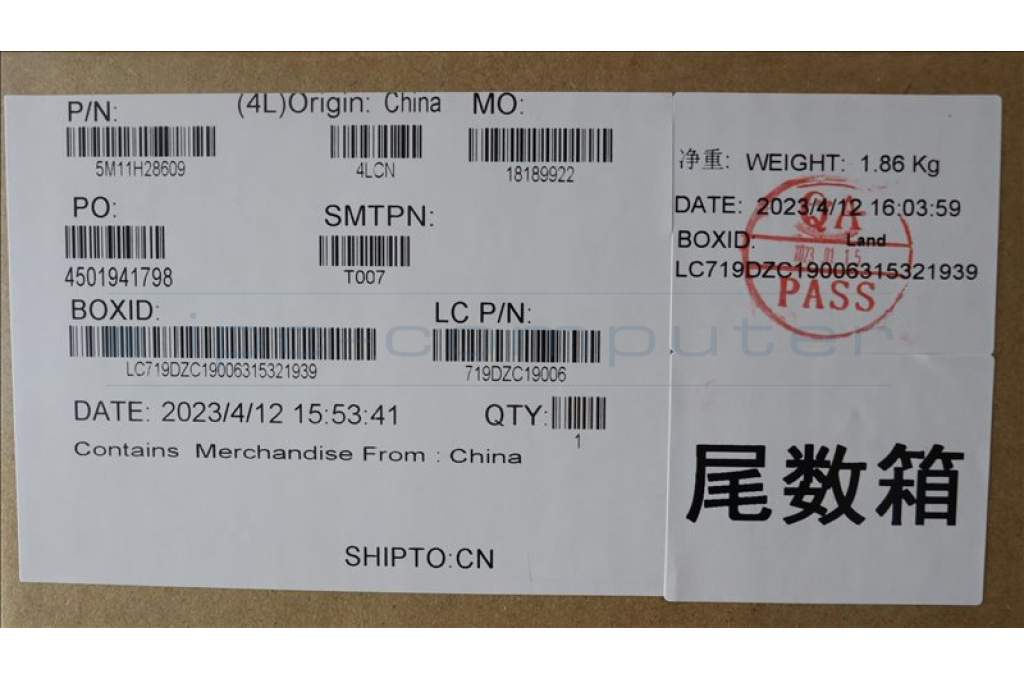 P/N: (4L)Origin: China MO:
5M11H28609 4LCN 18189922
PO: SMTPN:
4501941798 T007
BOXID: LC P/N:
LC719DZC19006315321939 719DZC19006
DATE: 2023/4/12 15:53:41 QTY:
1
Contains Merchandise From : China
SHIPTO:CN
净重: WEIGHT: 1.86 Kg
DATE: 2023/4/12 16:03:59
BOXID: Land
LC719DZC19006315321939
QA
PASS
尾数箱
computer